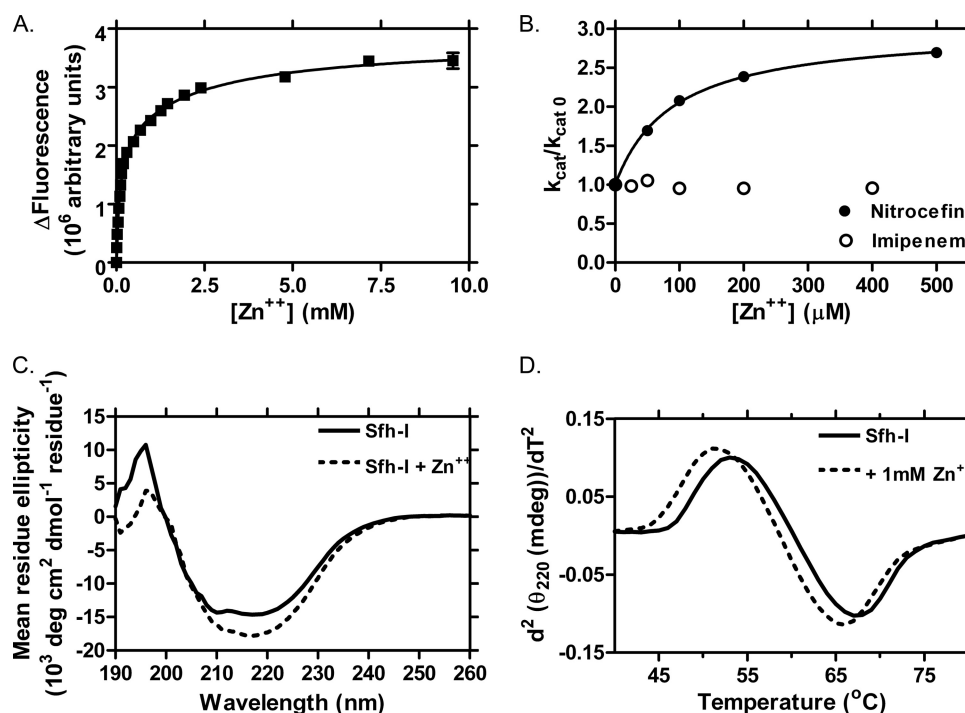 A.
ΔFluorescence
(10⁶ arbitrary units)
4
3
2
1
0
0.0 2.5 5.0 7.5 10.0
[Zn⁺⁺] (mM)
B.
k_cat/k_cat 0
3.0
2.5
2.0
1.5
1.0
0.5
0.0
0 100 200 300 400 500
[Zn⁺⁺] (μM)
Nitrocefin
Imipenem
C.
Mean residue ellipticity
(10³ deg cm² dmol⁻¹ residue⁻¹)
15
10
5
0
-5
-10
-15
-20
190 200 210 220 230 240 250 260
Wavelength (nm)
Sfh-I
Sfh-I + Zn⁺⁺
D.
d² (θ₂₂₀ (mdeg))/dT²
0.15
0.05
-0.05
-0.15
45 55 65 75
Temperature (°C)
Sfh-I
+ 1mM Zn⁺